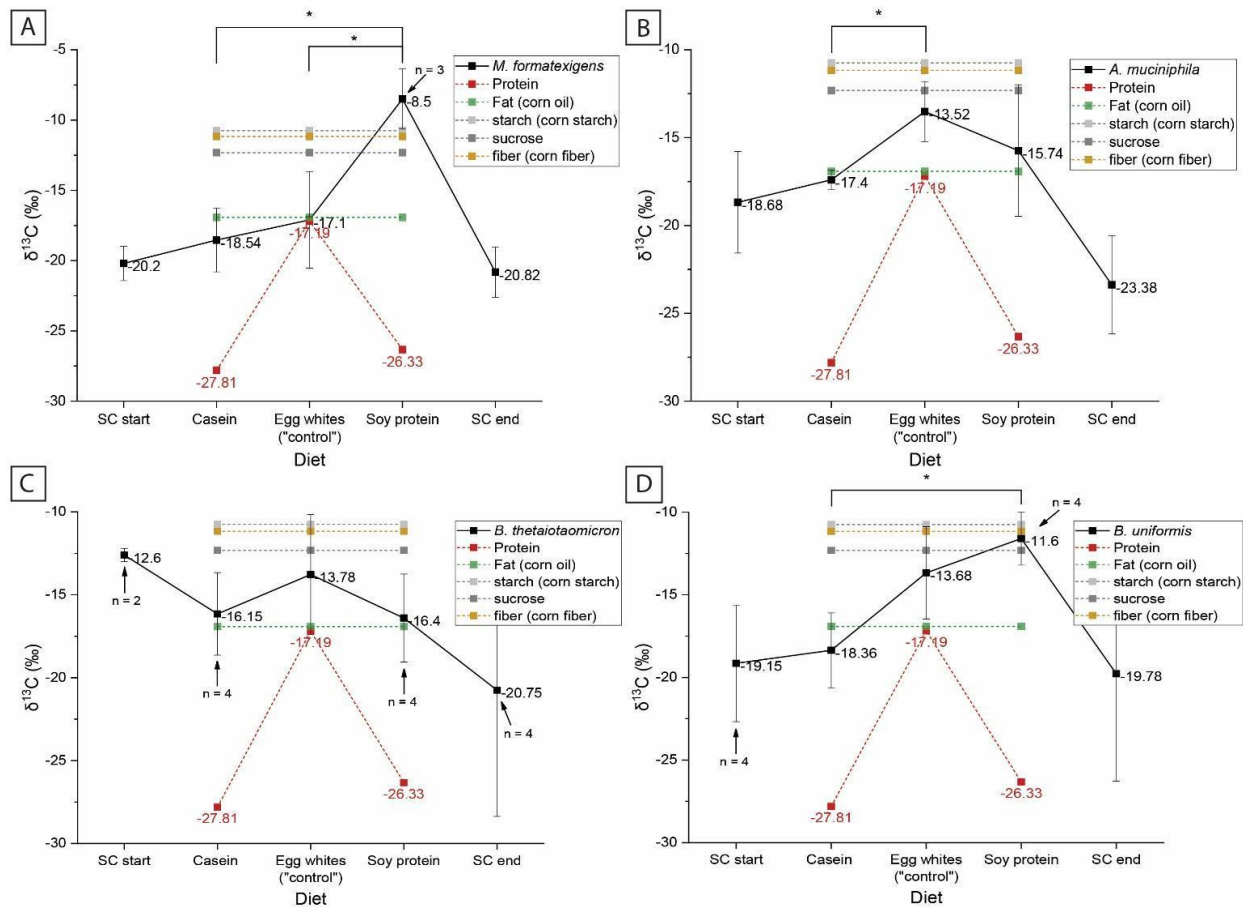 A
*
*
n = 3
M. formatexigens
Protein
Fat (corn oil)
starch (corn starch)
sucrose
fiber (corn fiber)
δ13C (‰)
-5
-10
-15
-20
-25
-30
-20.2
-18.54
-17.1
-8.5
-20.82
-27.81
-17.19
-26.33
SC start
Casein
Egg whites
("control")
Soy protein
SC end
Diet
B
*
A. muciniphila
Protein
Fat (corn oil)
starch (corn starch)
sucrose
fiber (corn fiber)
δ13C (‰)
-10
-15
-20
-25
-30
-18.68
-17.4
-13.52
-15.74
-23.38
-27.81
-17.19
-26.33
SC start
Casein
Egg whites
("control")
Soy protein
SC end
Diet
C
B. thetaiotaomicron
Protein
Fat (corn oil)
starch (corn starch)
sucrose
fiber (corn fiber)
δ13C (‰)
-10
-15
-20
-25
-30
-12.6
n = 2
-16.15
n = 4
-13.78
-16.4
n = 4
-20.75
n = 4
-27.81
-17.19
-26.33
SC start
Casein
Egg whites
("control")
Soy protein
SC end
Diet
D
*
n = 4
B. uniformis
Protein
Fat (corn oil)
starch (corn starch)
sucrose
fiber (corn fiber)
δ13C (‰)
-10
-15
-20
-25
-30
-19.15
n = 4
-18.36
-13.68
-11.6
-19.78
-27.81
-17.19
-26.33
SC start
Casein
Egg whites
("control")
Soy protein
SC end
Diet